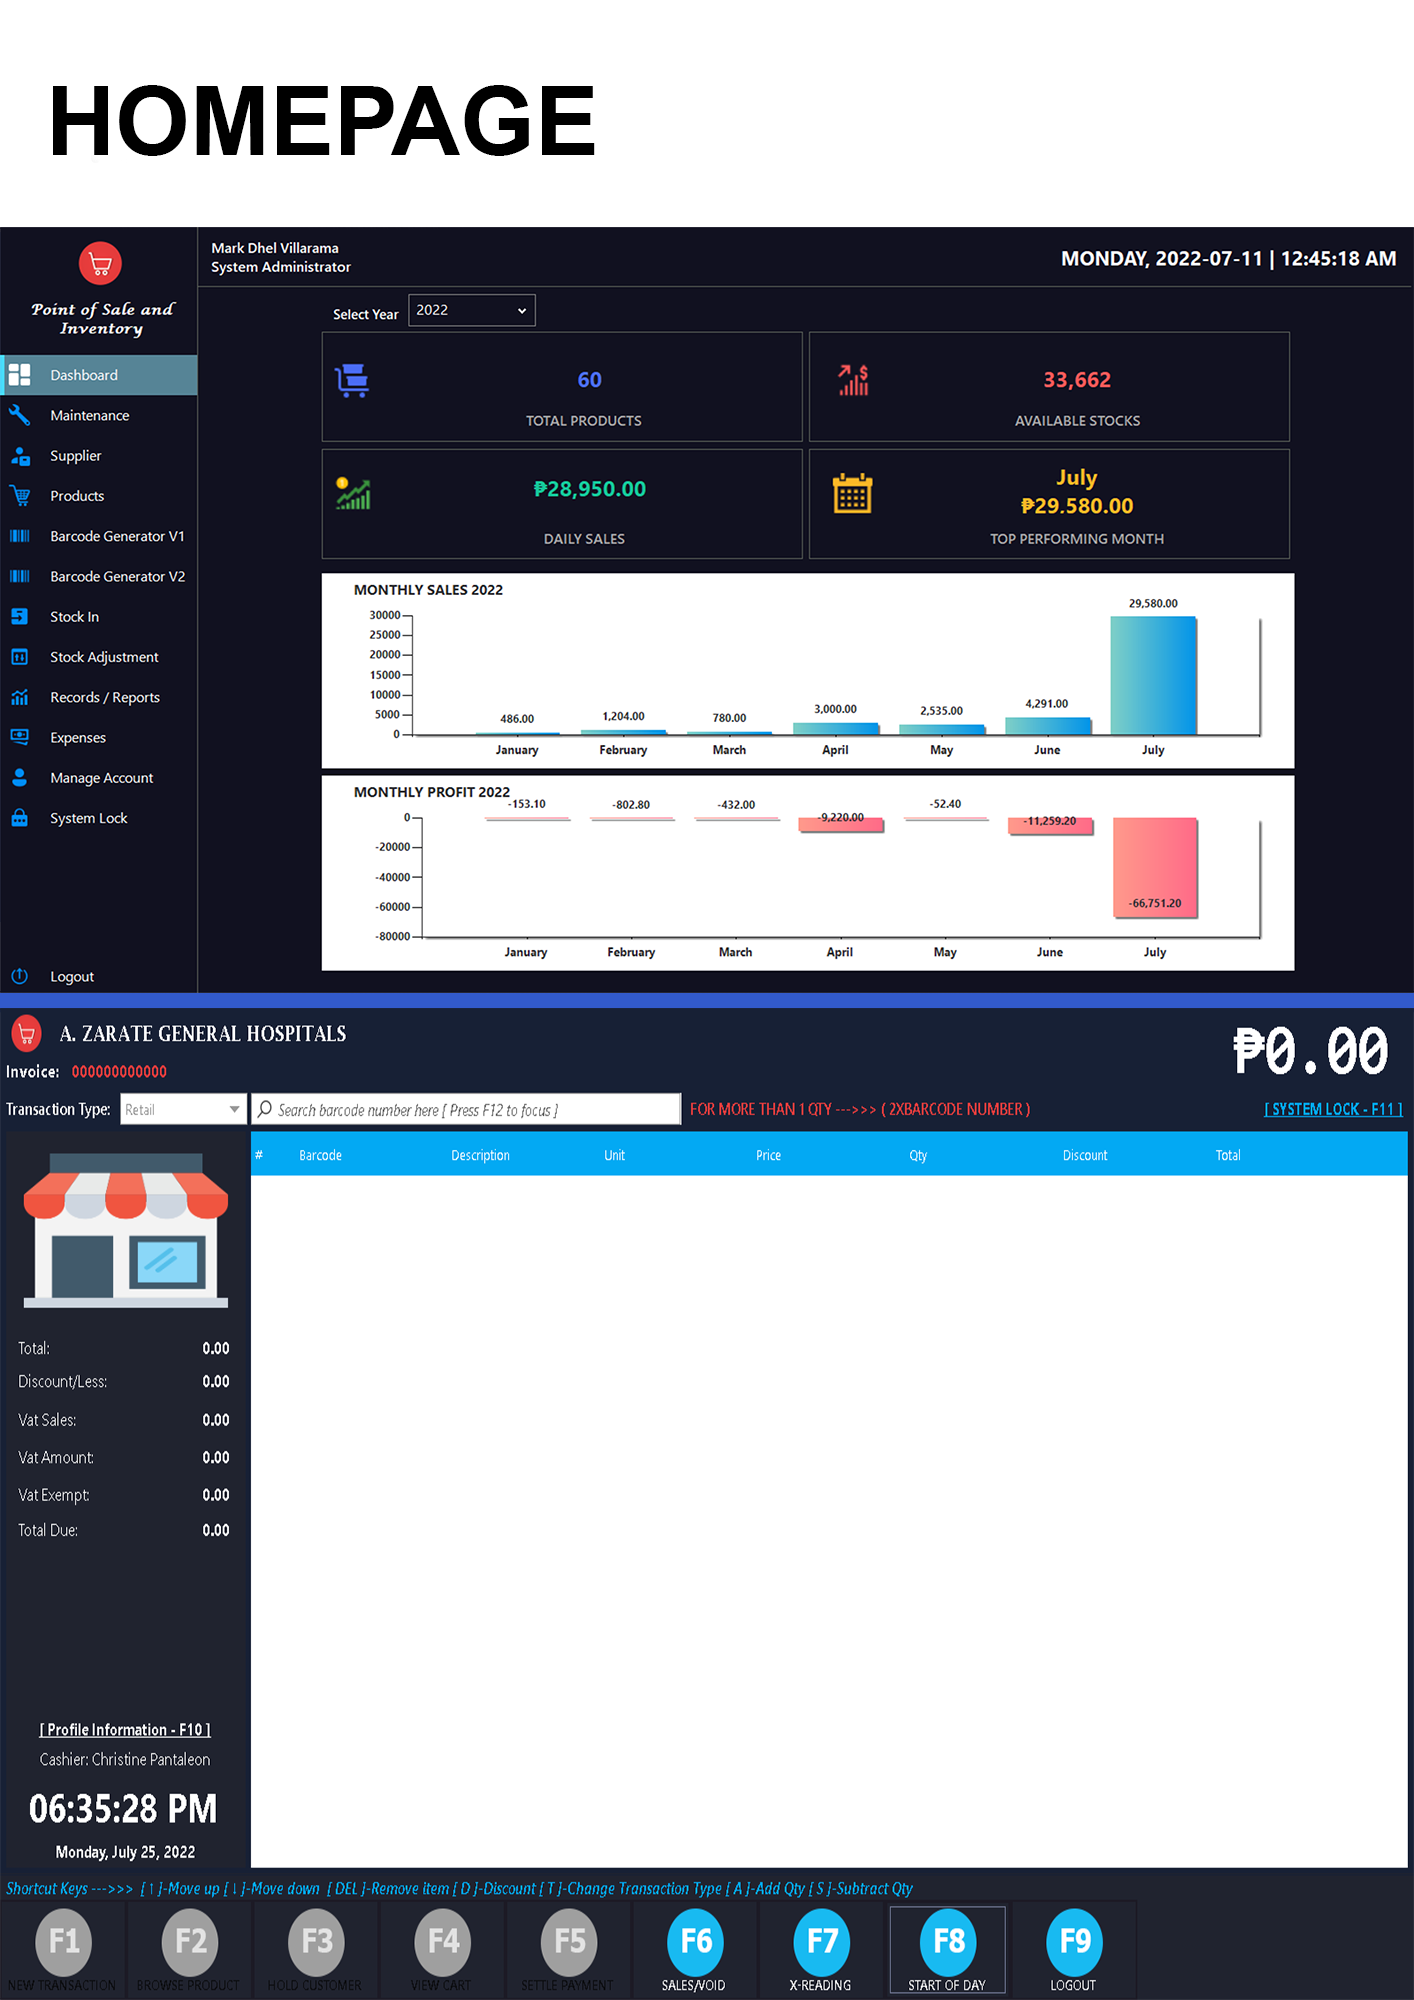 HOMEPAGE
Point of Sale and
Inventory
Dashboard
Maintenance
Supplier
Products
Barcode Generator V1
Barcode Generator V2
Stock In
Stock Adjustment
Records / Reports
Expenses
Manage Account
System Lock
Logout
Mark Dhel Villarama
System Administrator
MONDAY, 2022-07-11 | 12:45:18 AM
Select Year 2022
60
TOTAL PRODUCTS
33,662
AVAILABLE STOCKS
₱28,950.00
DAILY SALES
July
₱29.580.00
TOP PERFORMING MONTH
MONTHLY SALES 2022
30000
25000
20000
15000
10000
5000
0
486.00 1,204.00 780.00 3,000.00 2,535.00 4,291.00 29,580.00
January February March April May June July
MONTHLY PROFIT 2022
0
-20000
-40000
-60000
-80000
-153.10 -802.80 -432.00 -9,220.00 -52.40 -11,259.20 -66,751.20
January February March April May June July
A. ZARATE GENERAL HOSPITALS
₱0.00
Invoice: 000000000000
Transaction Type: Retail Search barcode number here [ Press F12 to focus ] FOR MORE THAN 1 QTY --->>> ( 2XBARCODE NUMBER ) [ SYSTEM LOCK - F11 ]
# Barcode Description Unit Price Qty Discount Total
Total: 0.00
Discount/Less: 0.00
Vat Sales: 0.00
Vat Amount: 0.00
Vat Exempt: 0.00
Total Due: 0.00
[ Profile Information - F10 ]
Cashier: Christine Pantaleon
06:35:28 PM
Monday, July 25, 2022
Shortcut Keys --->>> [ ↑ ]-Move up [ ↓ ]-Move down [ DEL ]-Remove item [ D ]-Discount [ T ]-Change Transaction Type [ A ]-Add Qty [ S ]-Subtract Qty
F1 F2 F3 F4 F5 F6 F7 F8 F9
NEW TRANSACTION BROWSE PRODUCT HOLD CUSTOMER VIEW CART SETTLE PAYMENT SALES/VOID X-READING START OF DAY LOGOUT